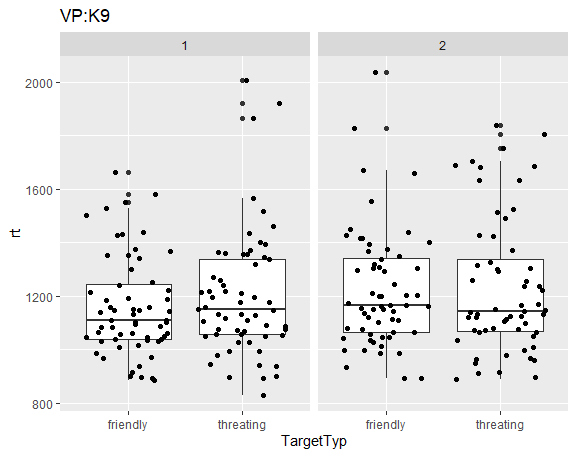 VP:K9
1 2
2000
1600
1200
800
rt
friendly threating friendly threating
TargetTyp